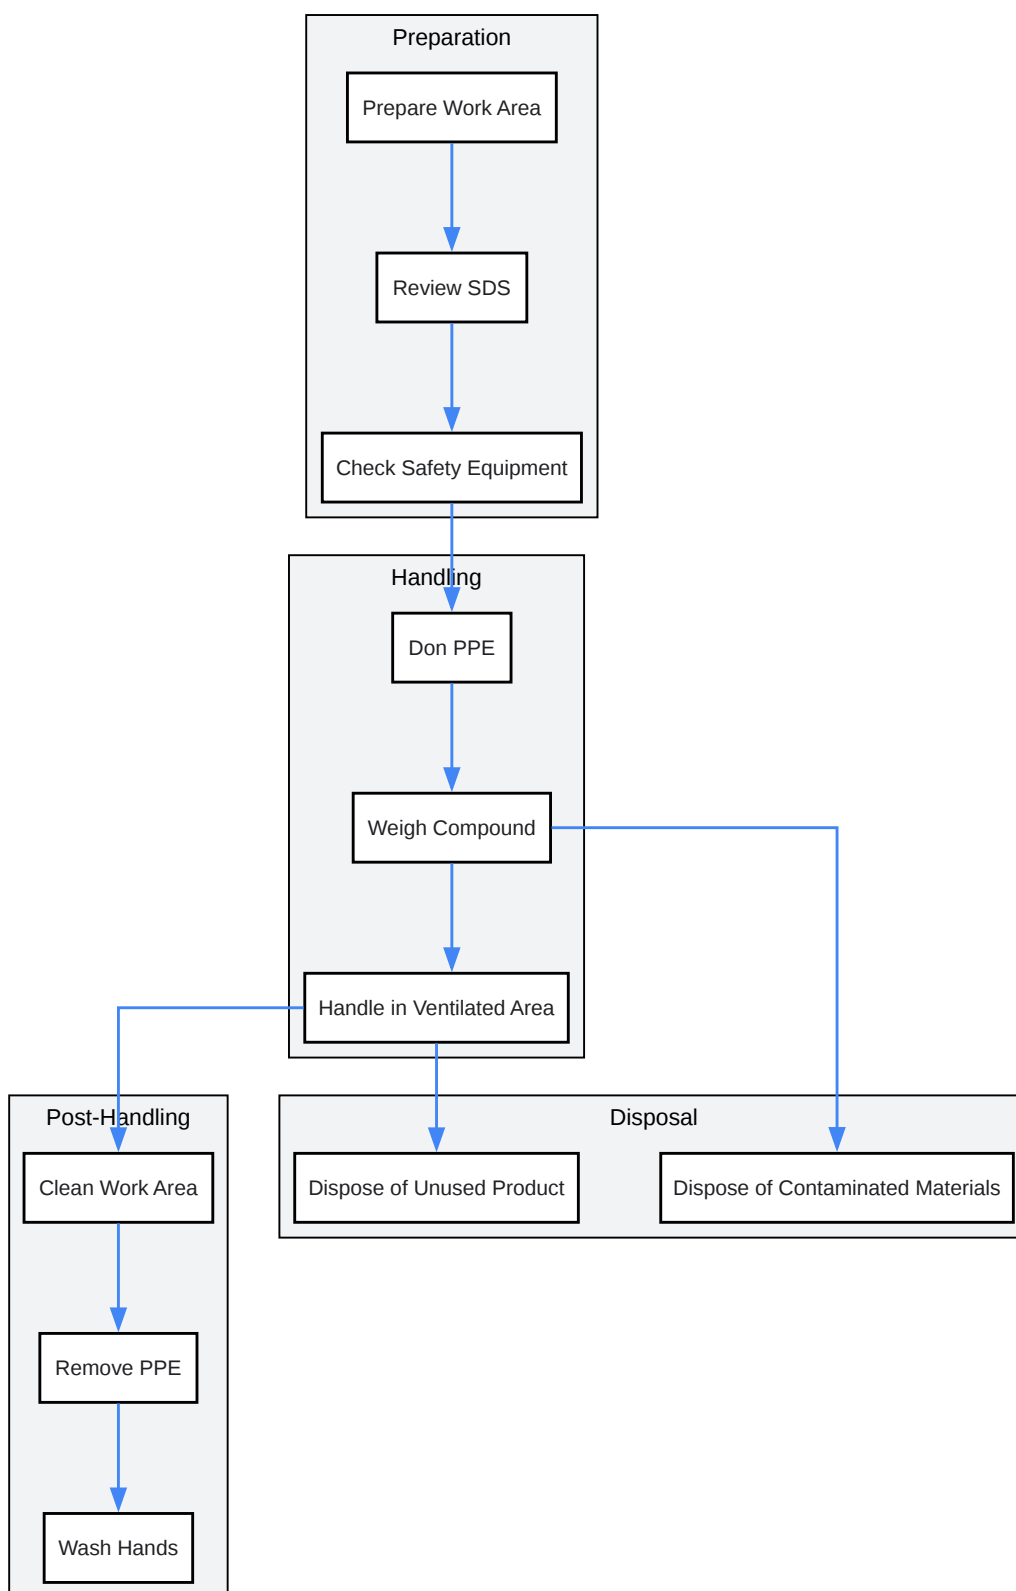 Preparation
Prepare Work Area
Review SDS
Check Safety Equipment
Handling
Don PPE
Weigh Compound
Handle in Ventilated Area
Post-Handling
Clean Work Area
Remove PPE
Wash Hands
Disposal
Dispose of Unused Product
Dispose of Contaminated Materials